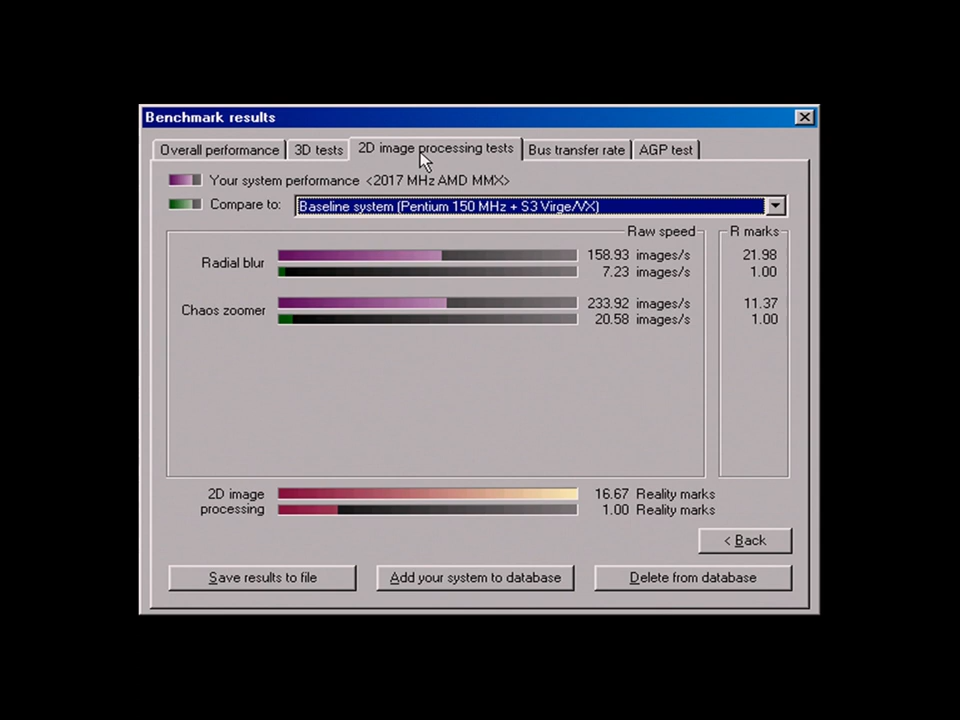 Benchmark results
Overall performance 3D tests 2D image processing tests Bus transfer rate AGP test
Your system performance <2017 MHz AMD MMX>
Compare to: Baseline system (Pentium 150 MHz + S3 Virge/VX)
Raw speed R marks
Radial blur 158.93 images/s 21.98
7.23 images/s 1.00
Chaos zoomer 233.92 images/s 11.37
20.58 images/s 1.00
2D image processing 16.67 Reality marks
1.00 Reality marks
< Back
Save results to file Add your system to database Delete from database